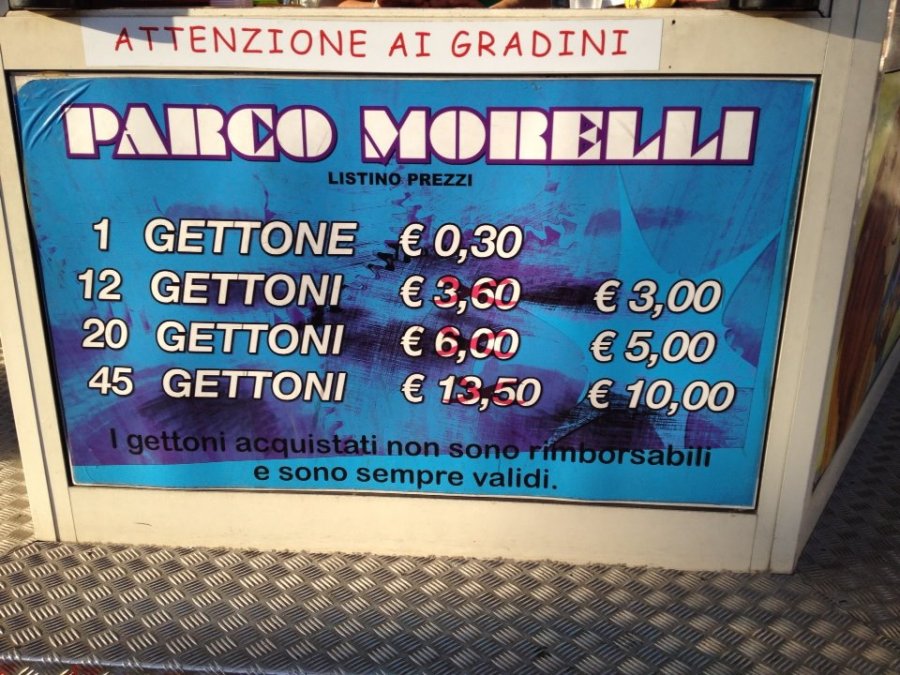 ATTENZIONE AI GRADINI
PARCO MORELLI
LISTINO PREZZI
1 GETTONE € 0,30
12 GETTONI € 3,60 € 3,00
20 GETTONI € 6,00 € 5,00
45 GETTONI € 13,50 € 10,00
I gettoni acquistati non sono rimborsabili
e sono sempre validi.